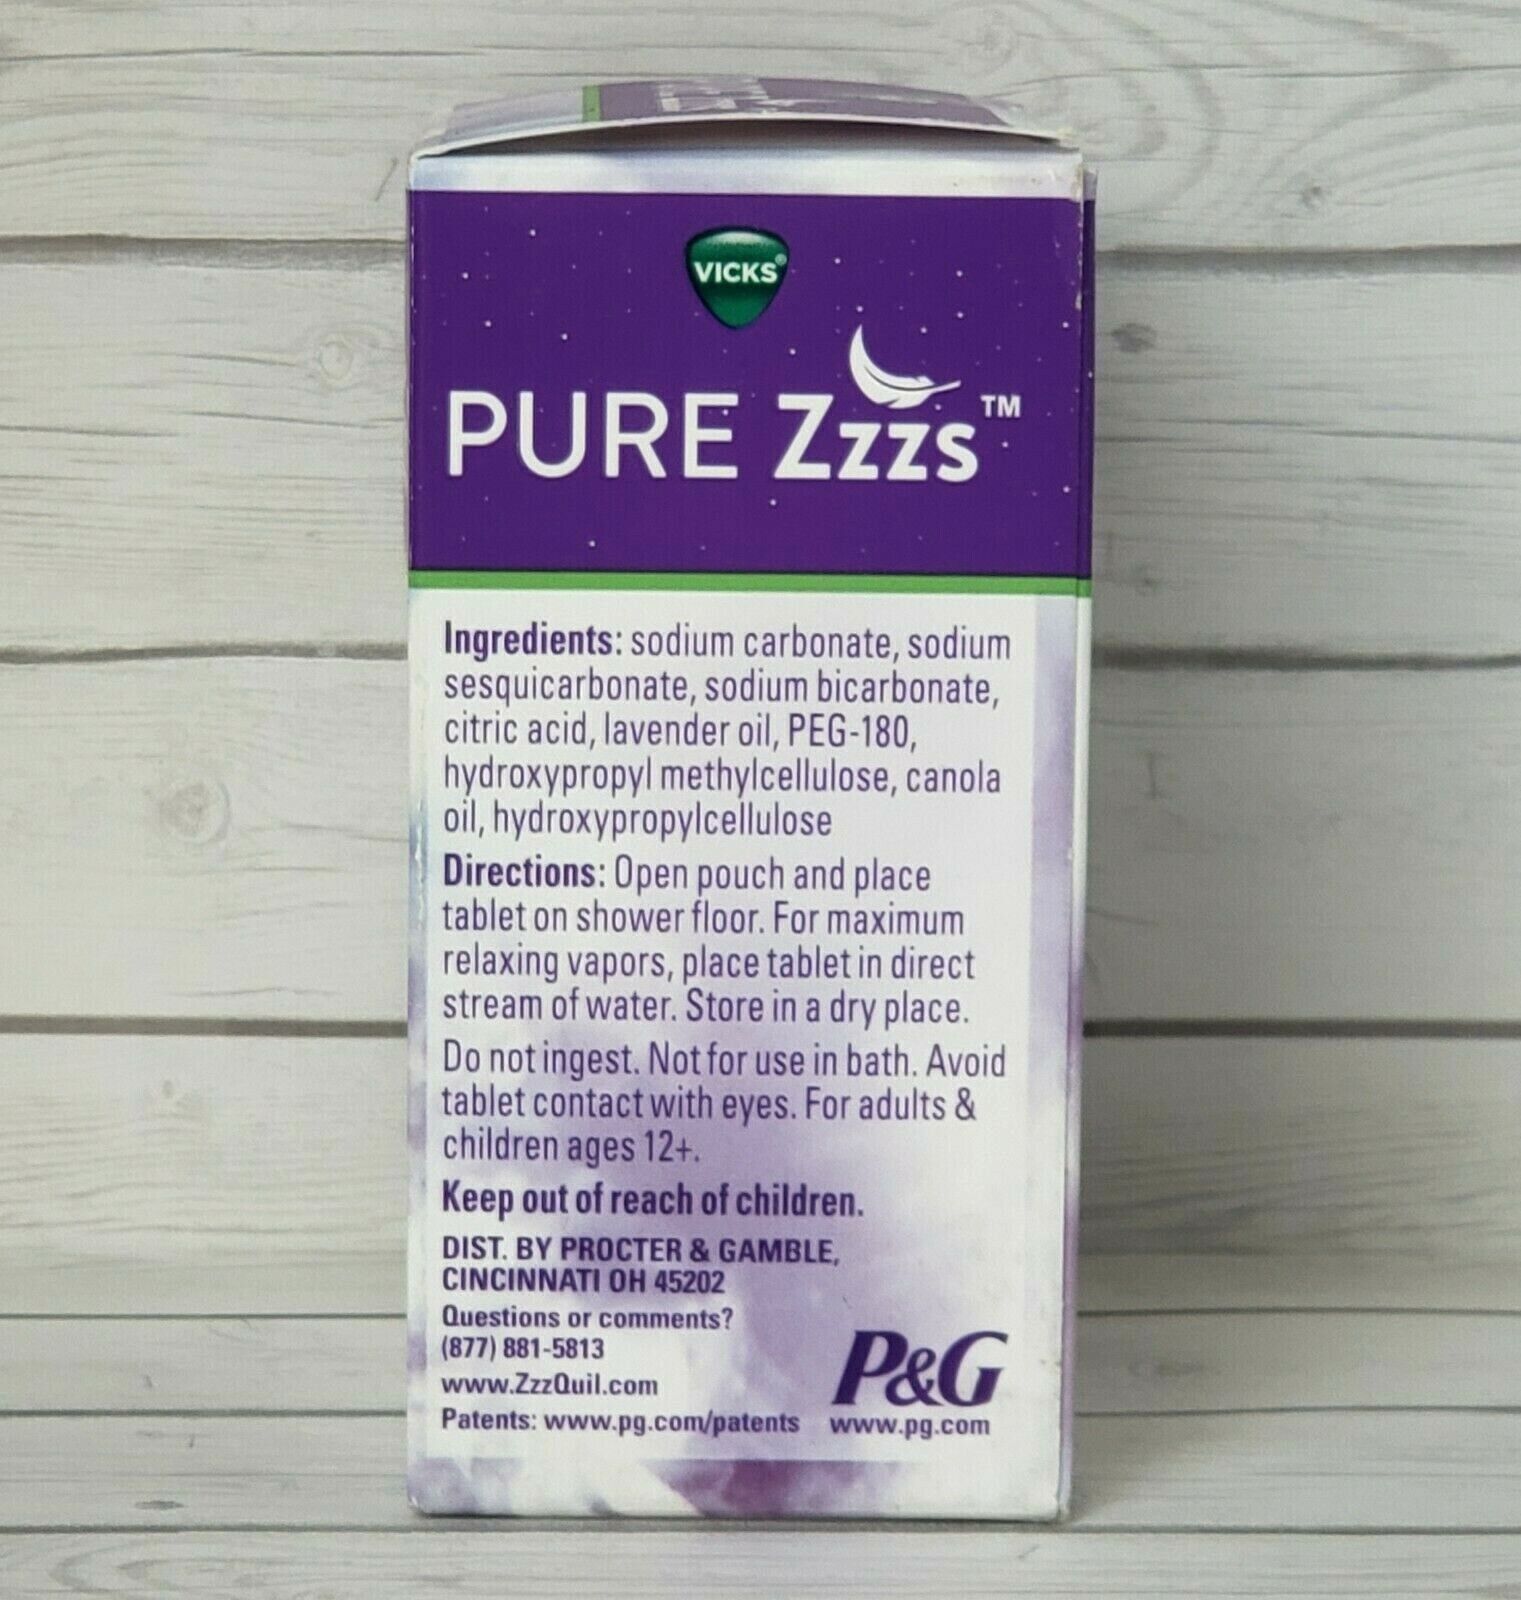 VICKS®
PURE Zzzs™
Ingredients: sodium carbonate, sodium
sesquicarbonate, sodium bicarbonate,
citric acid, lavender oil, PEG-180,
hydroxypropyl methylcellulose, canola
oil, hydroxypropylcellulose
Directions: Open pouch and place
tablet on shower floor. For maximum
relaxing vapors, place tablet in direct
stream of water. Store in a dry place.
Do not ingest. Not for use in bath. Avoid
tablet contact with eyes. For adults &
children ages 12+.
Keep out of reach of children.
DIST. BY PROCTER & GAMBLE,
CINCINNATI OH 45202
Questions or comments?
(877) 881-5813
www.ZzzQuil.com
Patents: www.pg.com/patents
P&G
www.pg.com